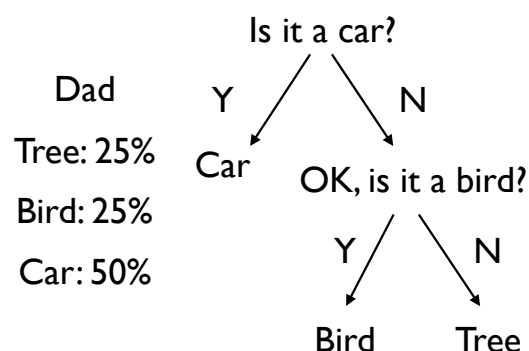 Is it a car?
Dad
Tree: 25%
Bird: 25%
Car: 50%
Y
N
Car
OK, is it a bird?
Y
N
Bird
Tree